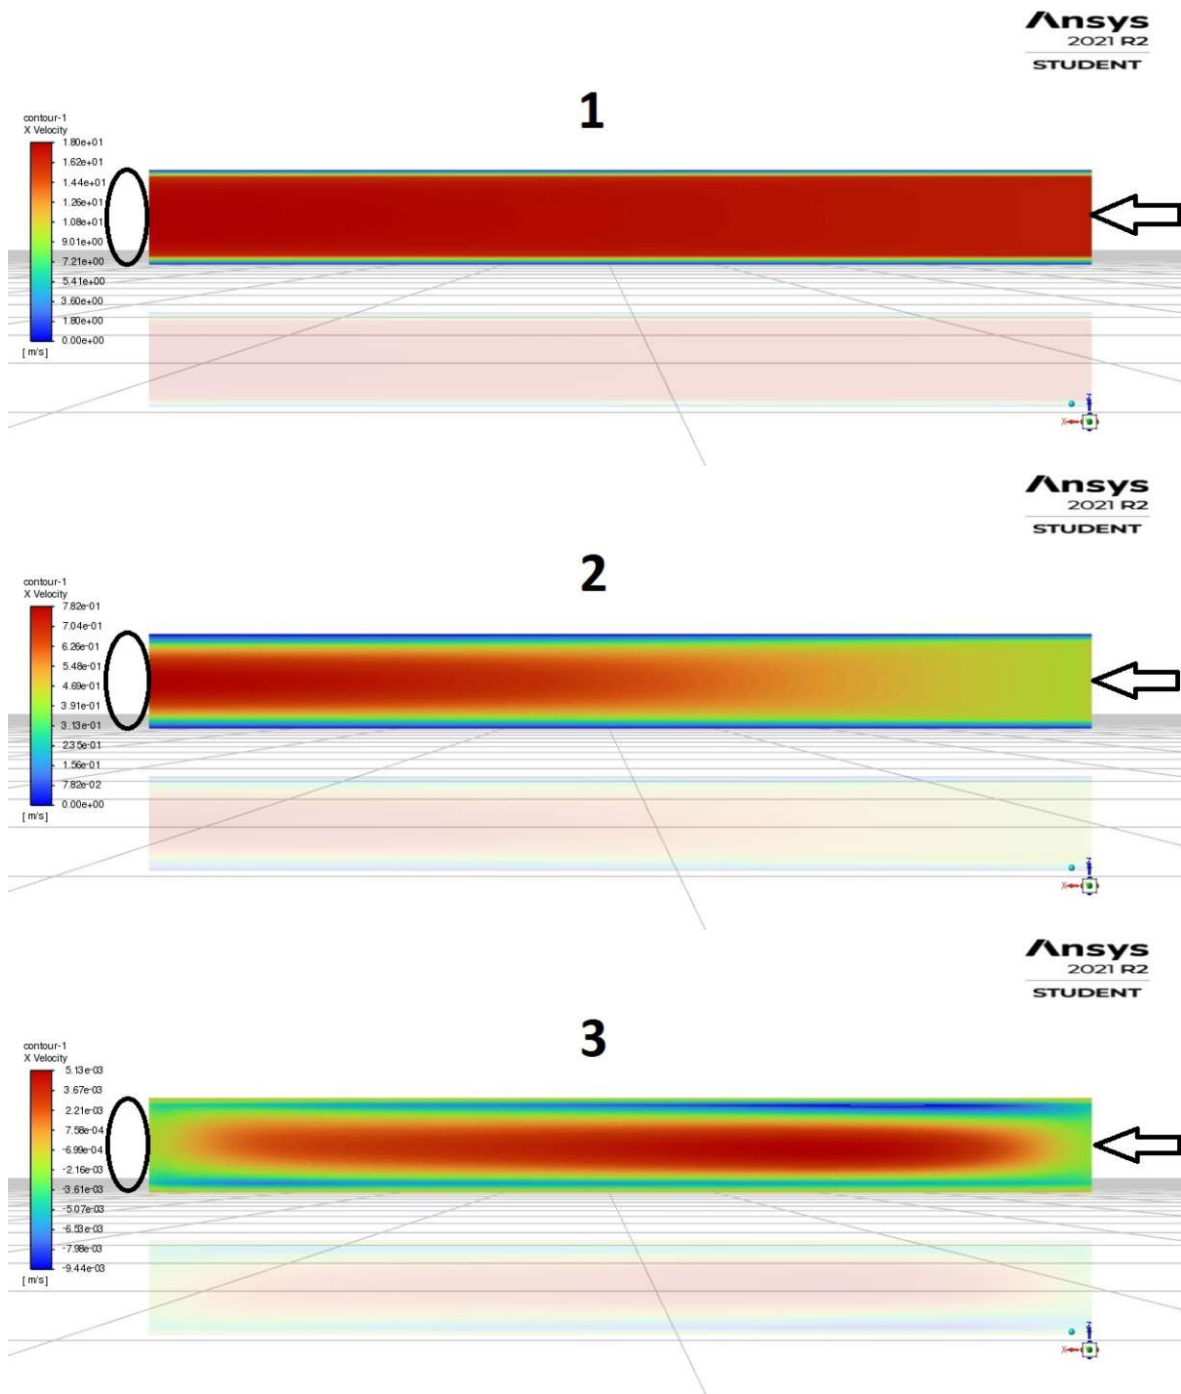 Ansys
2021 R2
STUDENT
1
contour-1
X Velocity
1.80e+01
1.62e+01
1.44e+01
1.26e+01
1.08e+01
9.01e+00
7.21e+00
5.41e+00
3.60e+00
1.80e+00
0.00e+00
[ m/s ]
Z
X
Ansys
2021 R2
STUDENT
2
contour-1
X Velocity
7.82e-01
7.04e-01
6.26e-01
5.48e-01
4.69e-01
3.91e-01
3.13e-01
2.35e-01
1.56e-01
7.82e-02
0.00e+00
[ m/s ]
Z
X
Ansys
2021 R2
STUDENT
3
contour-1
X Velocity
5.13e-03
3.67e-03
2.21e-03
7.58e-04
-6.99e-04
-2.16e-03
-3.61e-03
-5.07e-03
-6.53e-03
-7.98e-03
-9.44e-03
[ m/s ]
Z
X